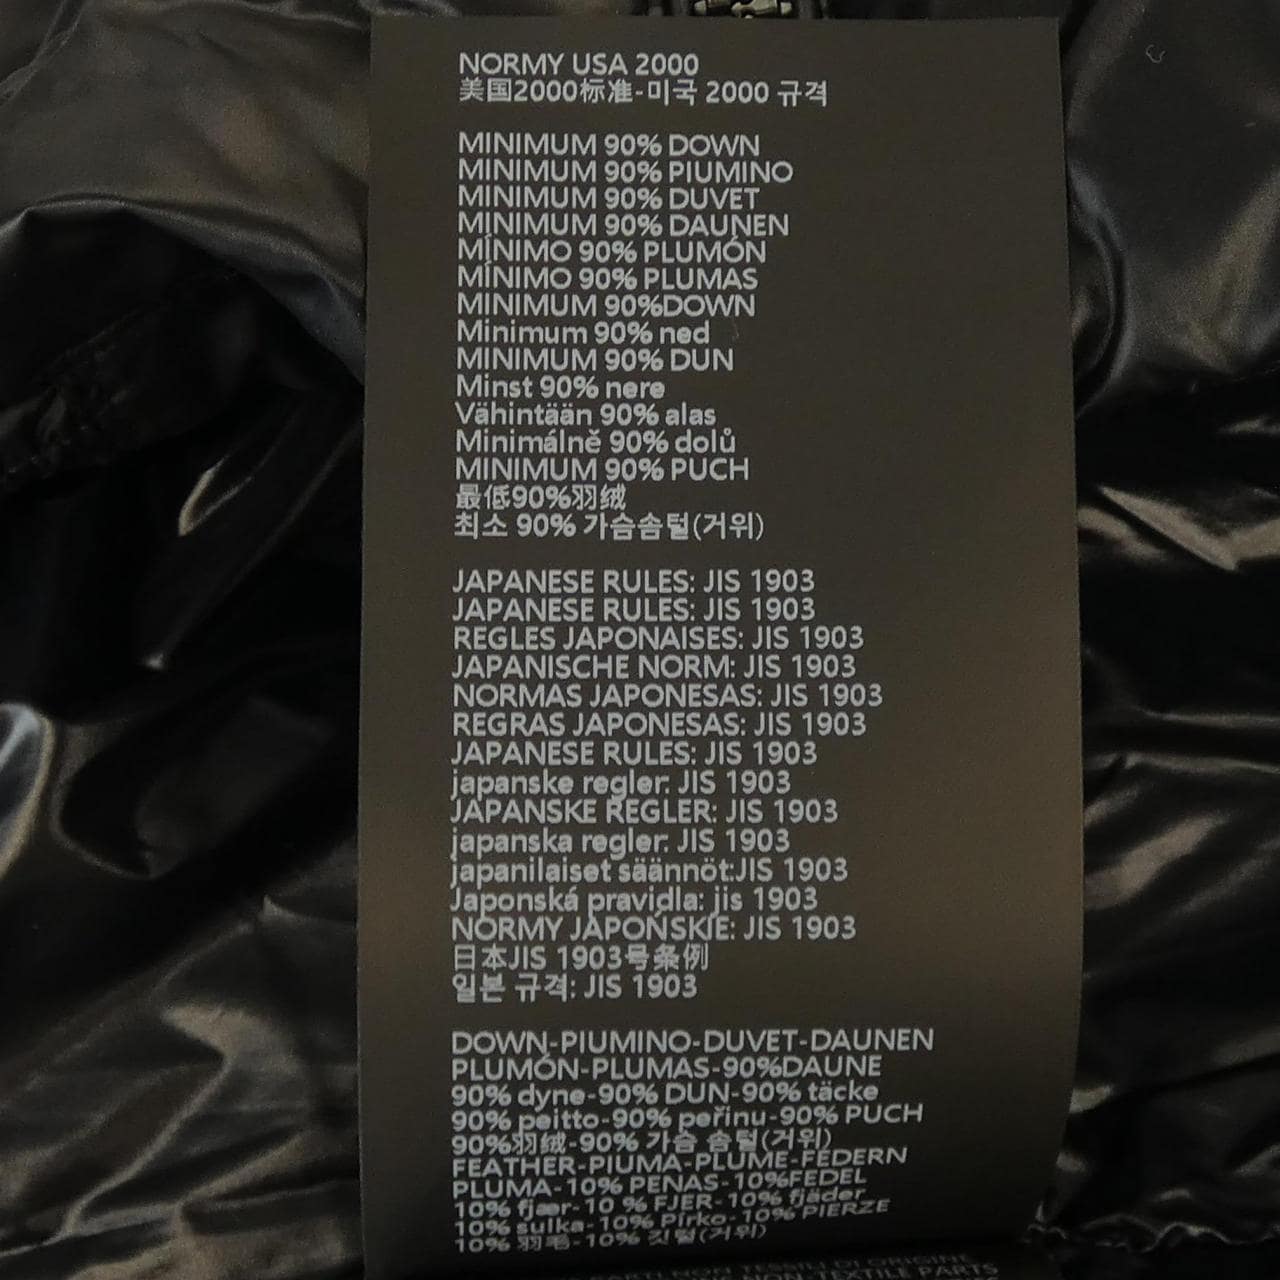 NORMY USA 2000
美国2000标准-미국 2000 규격
MINIMUM 90% DOWN
MINIMUM 90% PIUMINO
MINIMUM 90% DUVET
MINIMUM 90% DAUNEN
MÍNIMO 90% PLUMÓN
MÍNIMO 90% PLUMAS
MINIMUM 90%DOWN
Minimum 90% ned
MINIMUM 90% DUN
Minst 90% nere
Vähintään 90% alas
Minimálně 90% dolů
MINIMUM 90% PUCH
最低90%羽绒
최소 90% 가슴솜털(거위)
JAPANESE RULES: JIS 1903
JAPANESE RULES: JIS 1903
REGLES JAPONAISES: JIS 1903
JAPANISCHE NORM: JIS 1903
NORMAS JAPONESAS: JIS 1903
REGRAS JAPONESAS: JIS 1903
JAPANESE RULES: JIS 1903
japanske regler: JIS 1903
JAPANSKE REGLER: JIS 1903
japanska regler: JIS 1903
japanilaiset säännöt:JIS 1903
Japonská pravidla: jis 1903
NORMY JAPOŃSKIE: JIS 1903
日本JIS 1903号条例
일본 규격: JIS 1903
DOWN-PIUMINO-DUVET-DAUNEN
PLUMÓN-PLUMAS-90%DAUNE
90% dyne-90% DUN-90% täcke
90% peitto-90% peřinu-90% PUCH
90%羽绒-90% 가슴 솜털(거위)
FEATHER-PIUMA-PLUME-FEDERN
PLUMA-10% PENAS-10%FEDEL
10% fjær-10 % FJER-10% fjäder
10% sulka-10% Pírko-10% PIERZE
10% 羽毛-10% 깃털(거위)
PARTI NON TESSILI DI ORIGINE
NON-TEXTILE PARTS